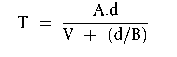 T = A.d / V + (d/B)